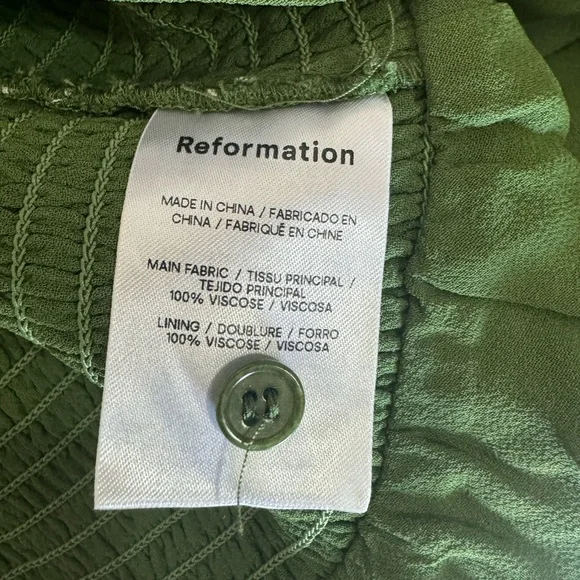 Reformation
MADE IN CHINA / FABRICADO EN
CHINA / FABRIQUÉ EN CHINE
MAIN FABRIC / TISSU PRINCIPAL /
TEJIDO PRINCIPAL
100% VISCOSE / VISCOSA
LINING / DOUBLURE / FORRO
100% VISCOSE / VISCOSA